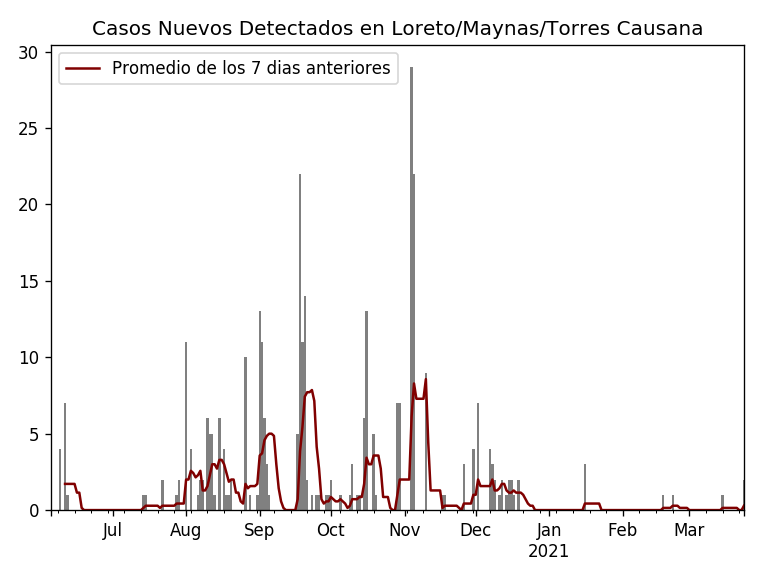 Casos Nuevos Detectados en Loreto/Maynas/Torres Causana
Promedio de los 7 dias anteriores
30
25
20
15
10
5
0
Jul Aug Sep Oct Nov Dec Jan Feb Mar
2021